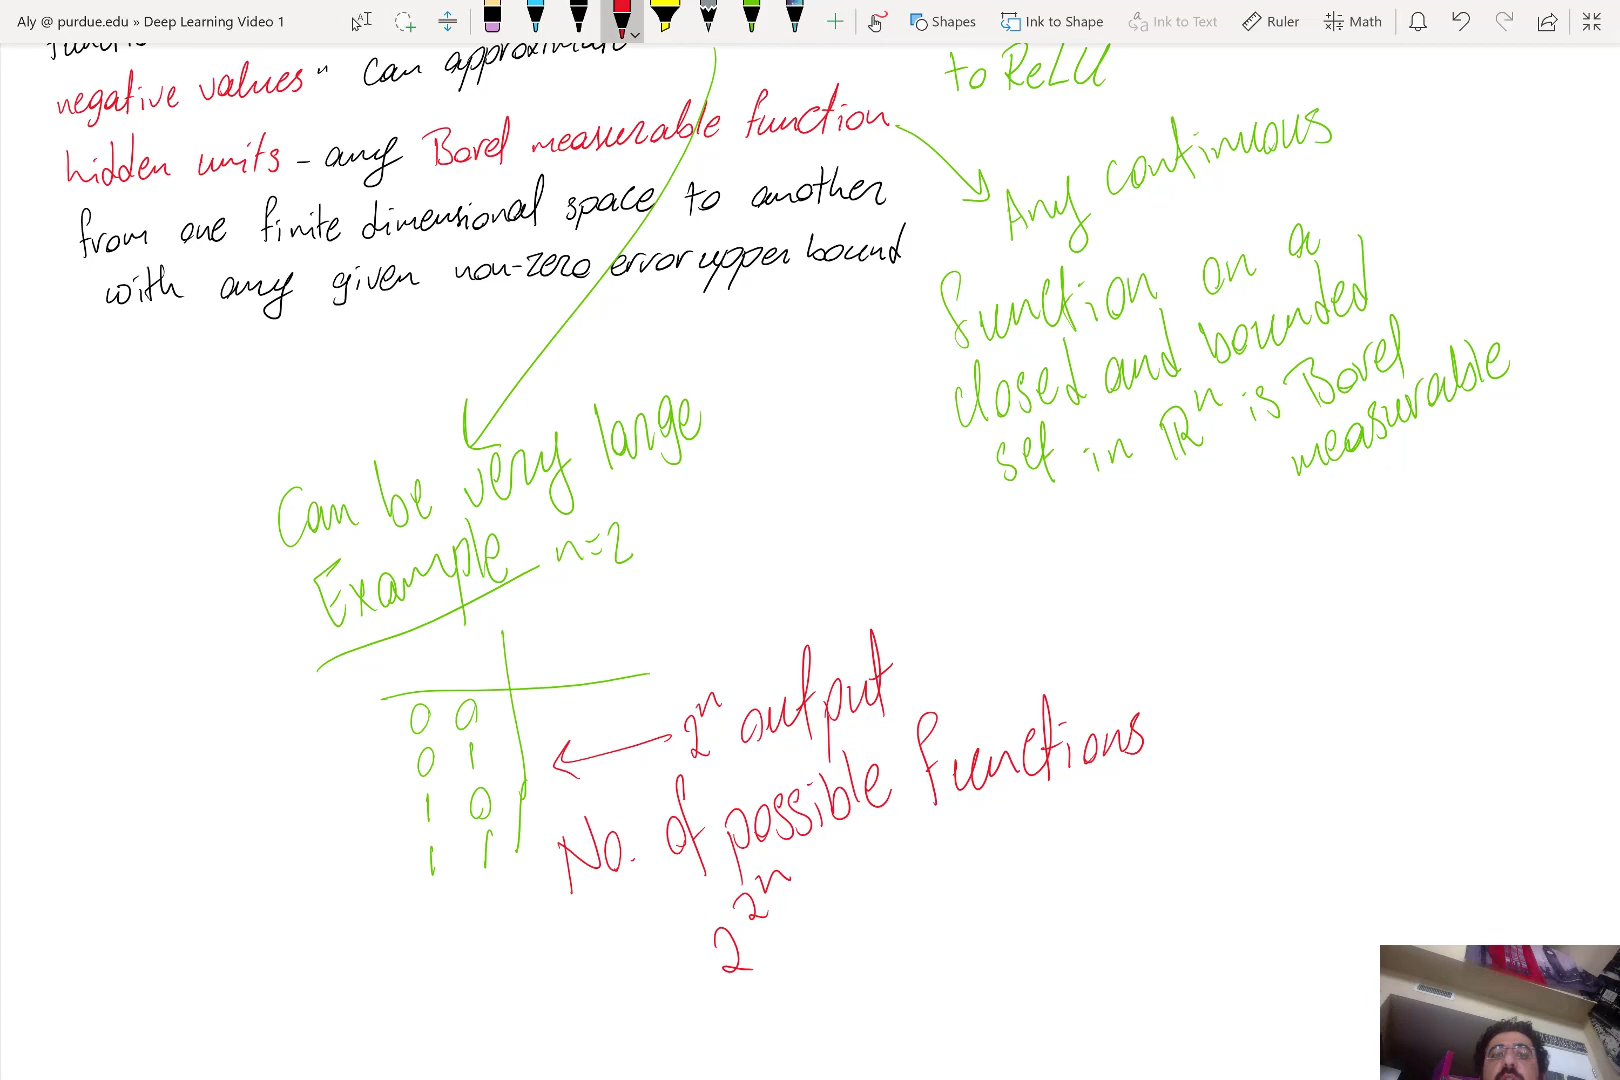 Aly @ purdue.edu » Deep Learning Video 1
Shapes
Ink to Shape
Ink to Text
Ruler
Math
negative values" can approximate
hidden units - any Borel measurable function
from one finite dimensional space to another
with any given non-zero error upper bound
to ReLU
Any continuous
function on a
closed and bounded
set in ℝⁿ is Borel
measurable
Can be very large
Example n=2
0 0
0 1
1 0
1 1
2ⁿ output
No. of possible functions
2^2^n